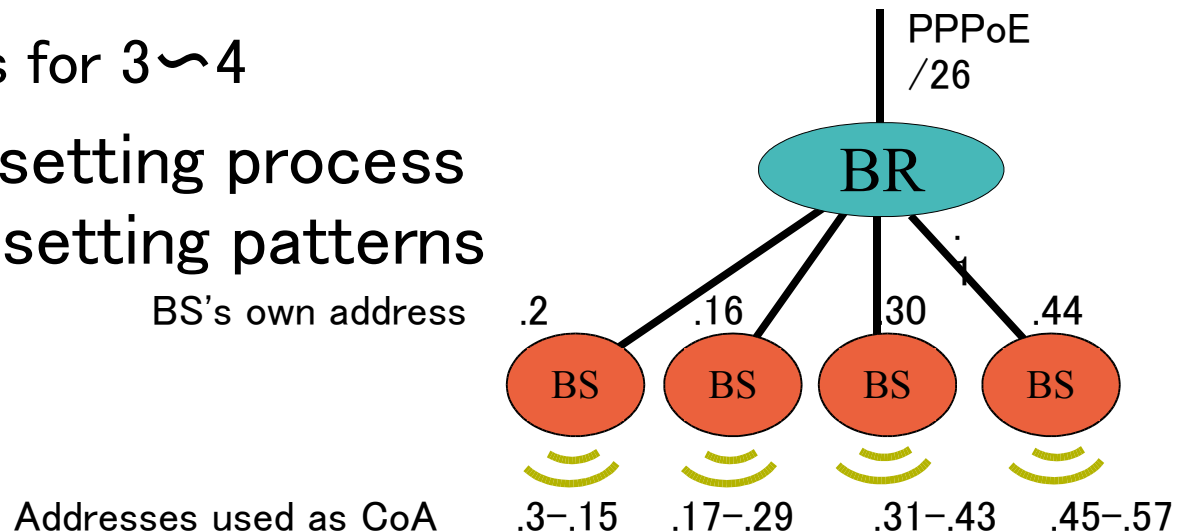 s for 3〜4
setting process
setting patterns
PPPoE
/26
BR
.1
BS's own address .2 .16 .30 .44
BS BS BS BS
Addresses used as CoA .3-.15 .17-.29 .31-.43 .45-.57